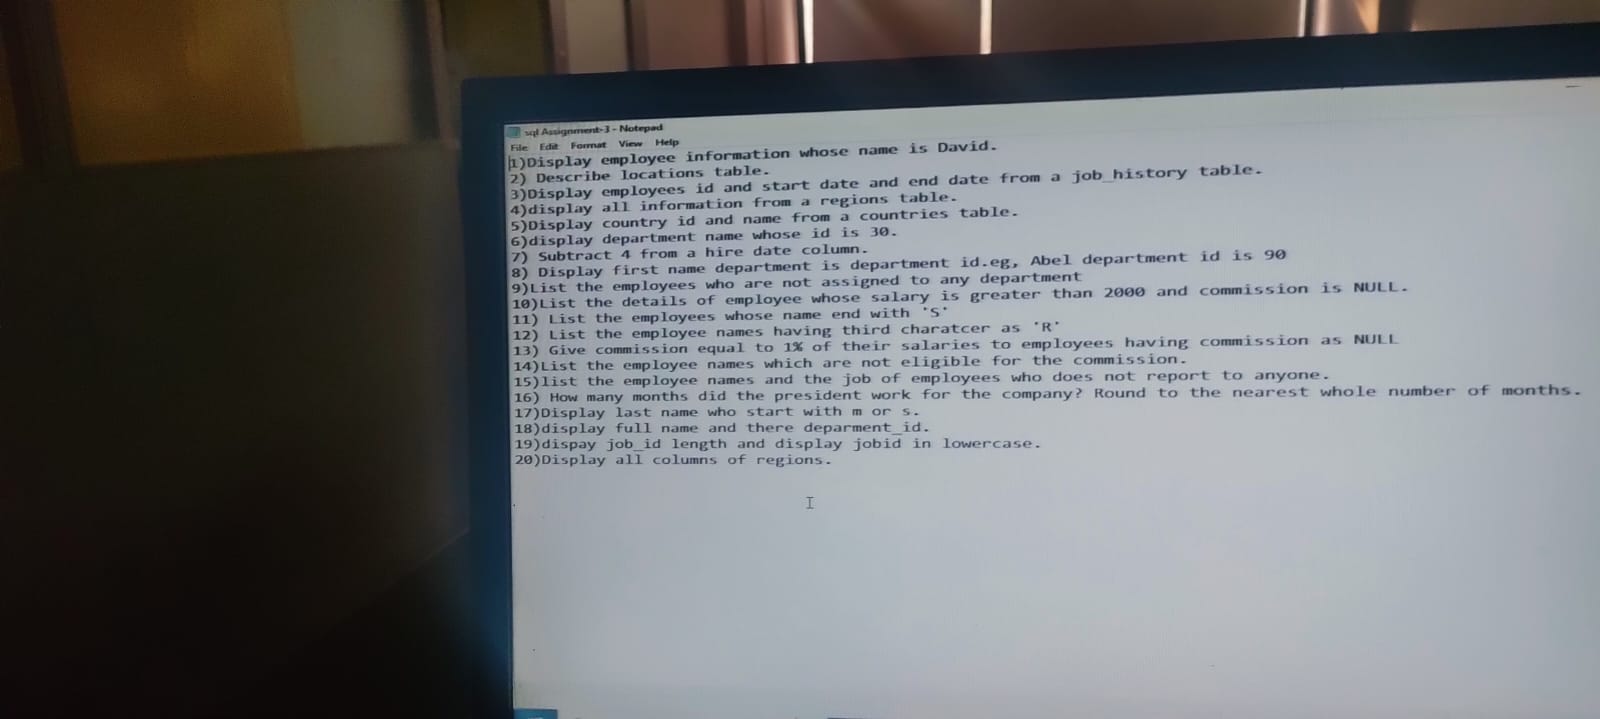 sql Assignment-3 - Notepad
File Edit Format View Help
1)Display employee information whose name is David.
2) Describe locations table.
3)Display employees id and start date and end date from a job_history table.
4)display all information from a regions table.
5)Display country id and name from a countries table.
6)display department name whose id is 30.
7) Subtract 4 from a hire date column.
8) Display first name department is department id.eg, Abel department id is 90
9)List the employees who are not assigned to any department
10)List the details of employee whose salary is greater than 2000 and commission is NULL.
11) List the employees whose name end with 'S'
12) List the employee names having third charatcer as 'R'
13) Give commission equal to 1% of their salaries to employees having commission as NULL
14)List the employee names which are not eligible for the commission.
15)list the employee names and the job of employees who does not report to anyone.
16) How many months did the president work for the company? Round to the nearest whole number of months.
17)Display last name who start with m or s.
18)display full name and there deparment_id.
19)dispay job_id length and display jobid in lowercase.
20)Display all columns of regions.